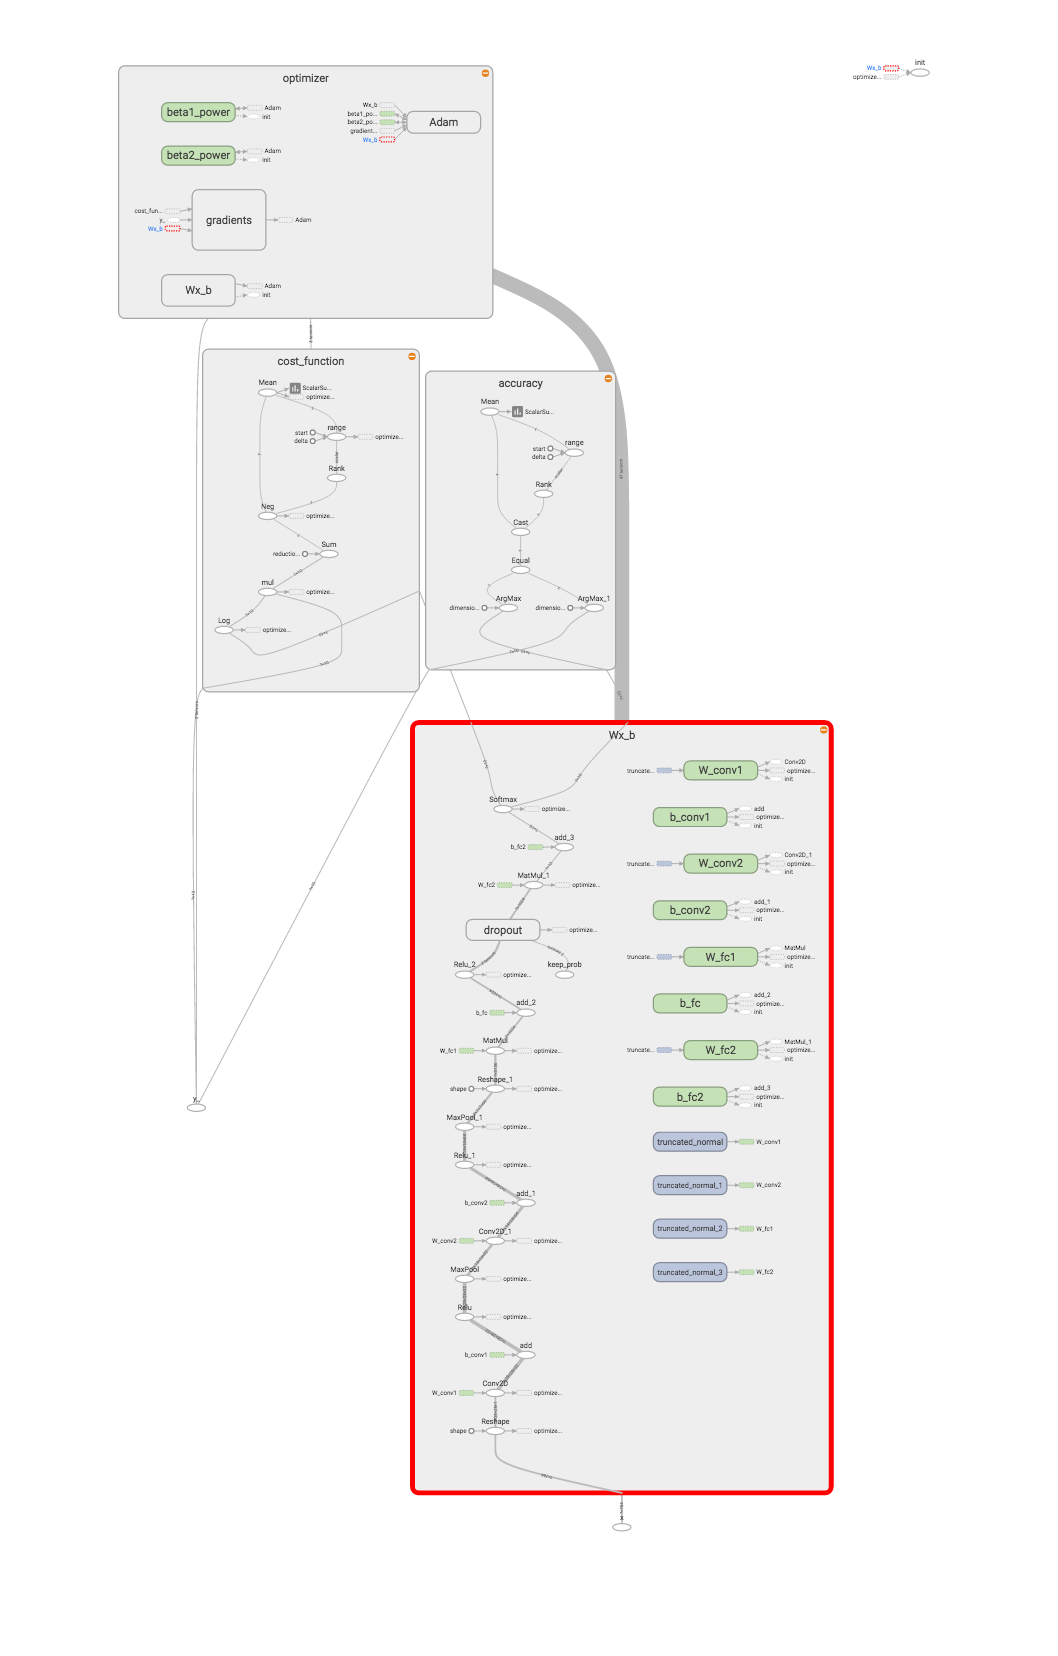 optimizer
beta1_power
Adam
init
beta2_power
Adam
init
Wx_b
beta1_po...
beta2_po...
gradient...
Wx_b
Adam
cost_fun...
y_
Wx_b
gradients
Adam
Wx_b
Adam
init
Wx_b
optimize...
init
cost_function
Mean
ScalarSu...
optimize...
range
start
delta
optimize...
Rank
Neg
optimize...
Sum
reductio...
mul
optimize...
Log
optimize...
accuracy
Mean
ScalarSu...
range
start
delta
Rank
Cast
Equal
ArgMax
dimensio...
ArgMax_1
dimensio...
y_
Wx_b
Softmax
optimize...
add_3
b_fc2
MatMul_1
W_fc2
optimize...
dropout
optimize...
Relu_2
optimize...
keep_prob
add_2
b_fc
MatMul
W_fc1
optimize...
Reshape_1
shape
optimize...
MaxPool_1
optimize...
Relu_1
optimize...
add_1
b_conv2
Conv2D_1
W_conv2
optimize...
MaxPool
optimize...
Relu
optimize...
add
b_conv1
Conv2D
W_conv1
optimize...
Reshape
shape
optimize...
truncate...
W_conv1
Conv2D
optimize...
init
b_conv1
add
optimize...
init
truncate...
W_conv2
Conv2D_1
optimize...
init
b_conv2
add_1
optimize...
init
truncate...
W_fc1
MatMul
optimize...
init
b_fc
add_2
optimize...
init
truncate...
W_fc2
MatMul_1
optimize...
init
b_fc2
add_3
optimize...
init
truncated_normal
W_conv1
truncated_normal_1
W_conv2
truncated_normal_2
W_fc1
truncated_normal_3
W_fc2